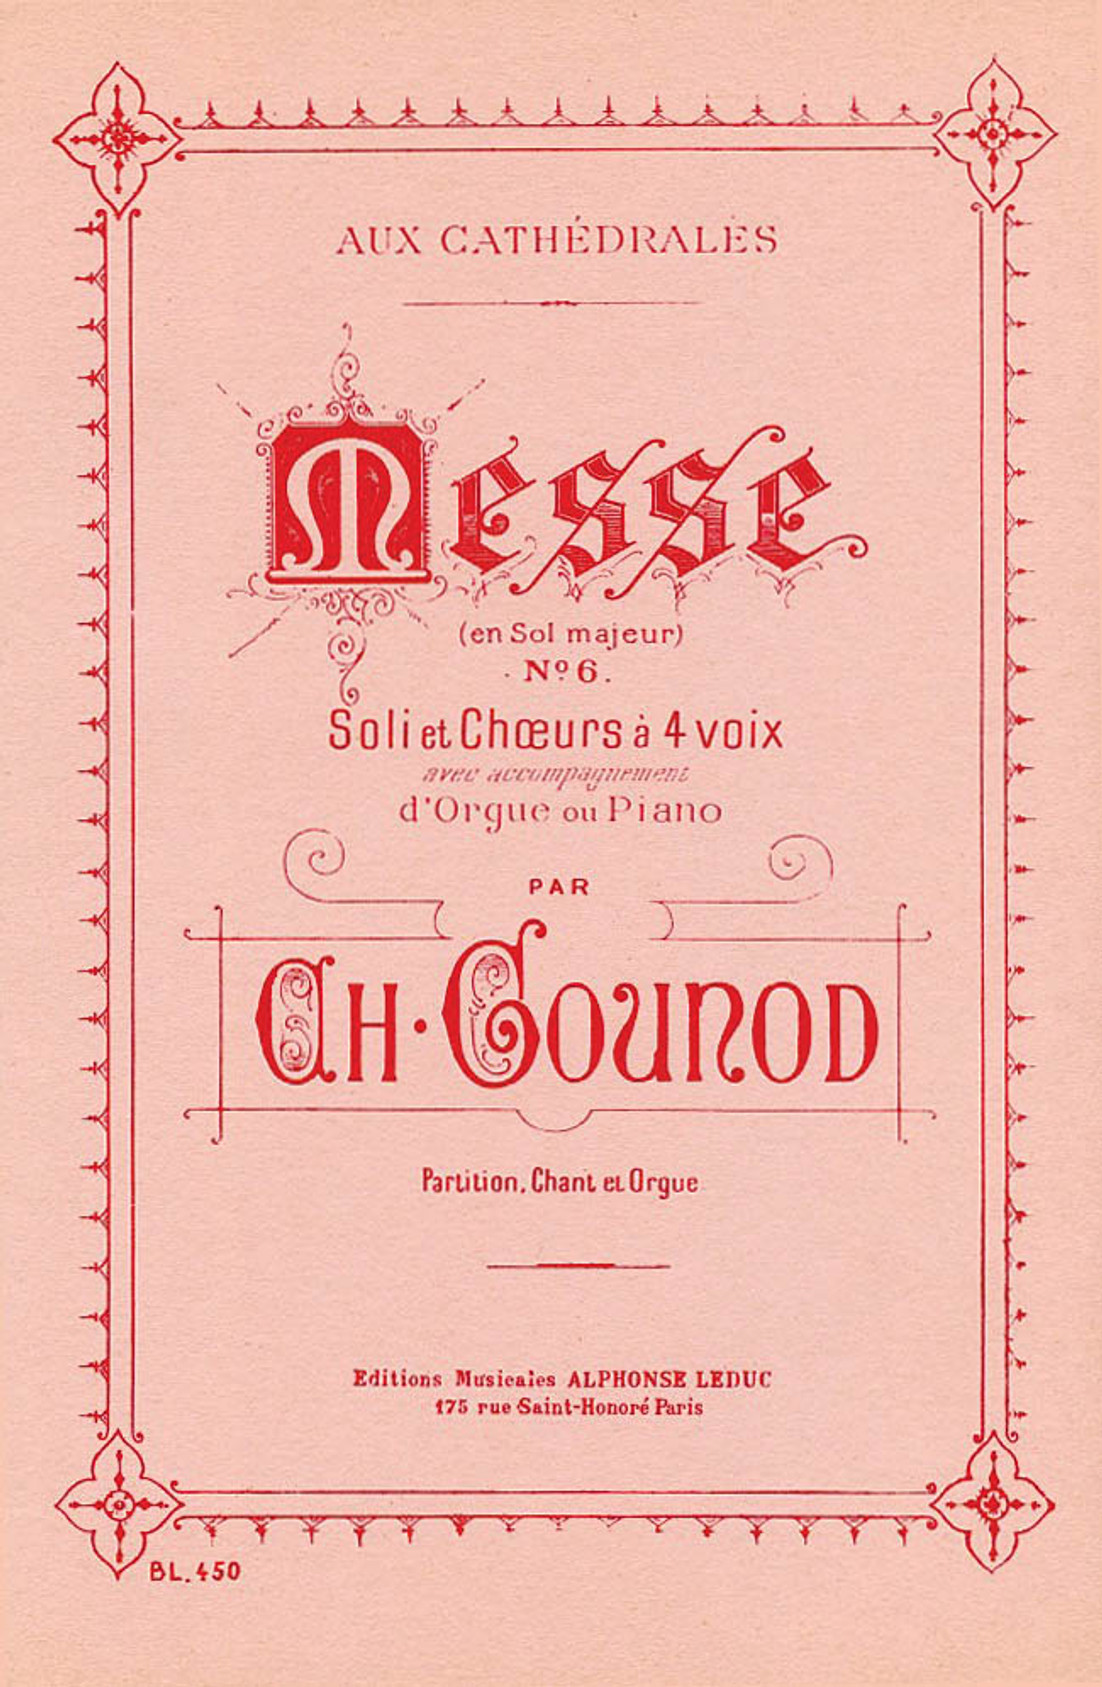 AUX CATHÉDRALES
Messe
(en Sol majeur)
Nº 6.
Soli et Chœurs à 4 voix
avec accompagnement
d'Orgue ou Piano
PAR
CH. GOUNOD
Partition, Chant et Orgue
Editions Musicales ALPHONSE LEDUC
175 rue Saint-Honoré Paris
BL. 450